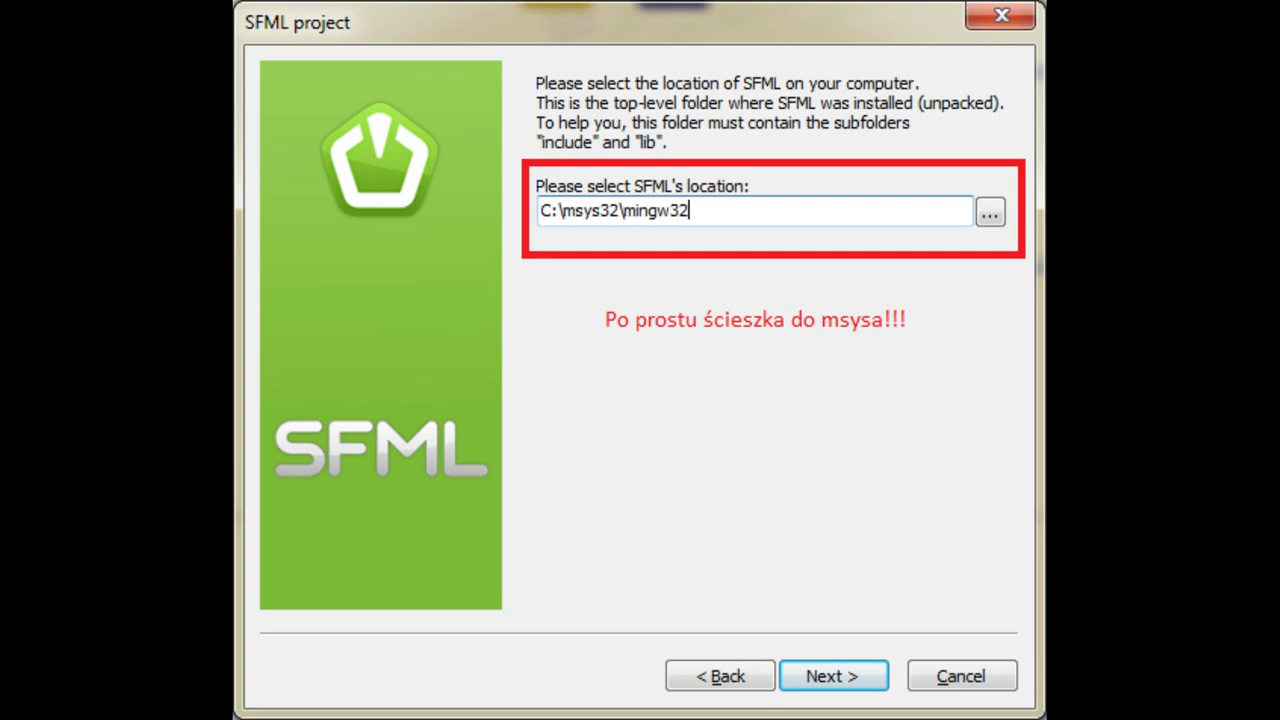 SFML project
Please select the location of SFML on your computer.
This is the top-level folder where SFML was installed (unpacked).
To help you, this folder must contain the subfolders
"include" and "lib".
Please select SFML's location:
C:\msys32\mingw32
...
Po prostu ścieszka do msysa!!!
SFML
< Back
Next >
Cancel